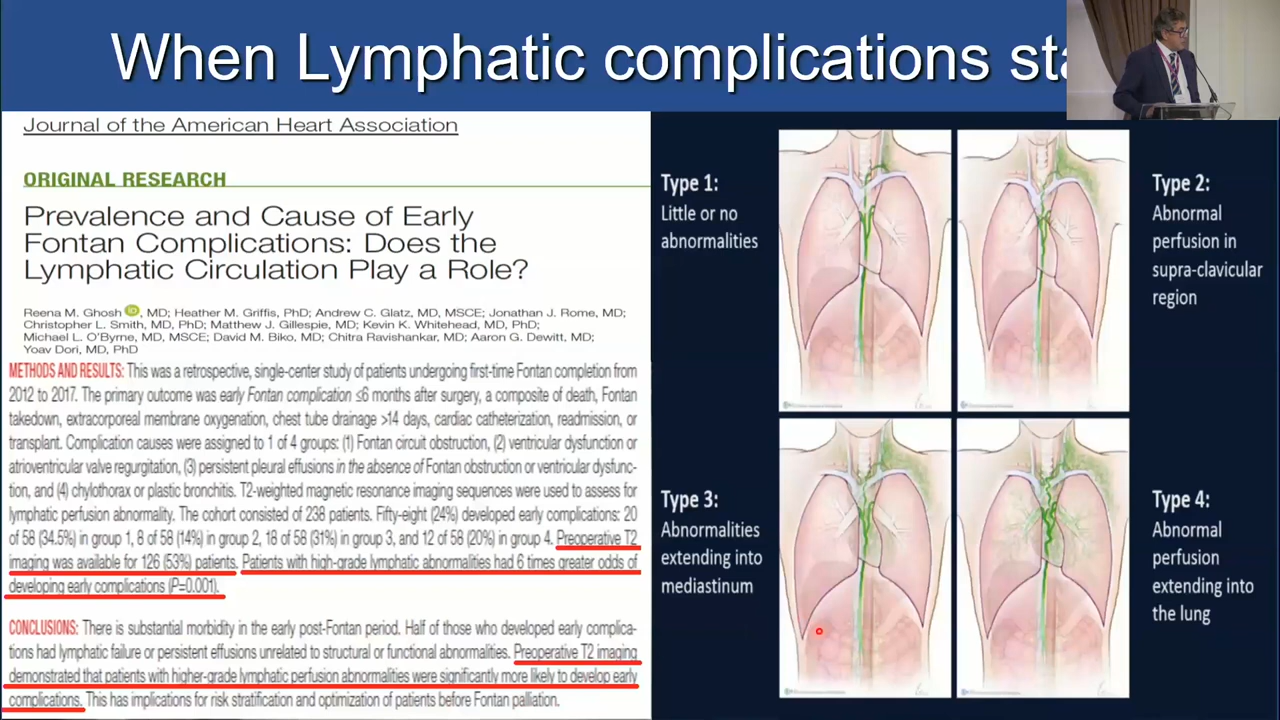 When Lymphatic complications
Journal of the American Heart Association
ORIGINAL RESEARCH
Prevalence and Cause of Early
Fontan Complications: Does the
Lymphatic Circulation Play a Role?
Reena M. Ghosh iD, MD; Heather M. Griffis, PhD; Andrew C. Glatz, MD, MSCE; Jonathan J. Rome, MD;
Christopher L. Smith, MD, PhD; Matthew J. Gillespie, MD; Kevin K. Whitehead, MD, PhD;
Michael L. O'Byrne, MD, MSCE; David M. Biko, MD; Chitra Ravishankar, MD; Aaron G. Dewitt, MD;
Yoav Dori, MD, PhD
METHODS AND RESULTS: This was a retrospective, single-center study of patients undergoing first-time Fontan completion from
2012 to 2017. The primary outcome was early Fontan complication ≤6 months after surgery, a composite of death, Fontan
takedown, extracorporeal membrane oxygenation, chest tube drainage >14 days, cardiac catheterization, readmission, or
transplant. Complication causes were assigned to 1 of 4 groups: (1) Fontan circuit obstruction, (2) ventricular dysfunction or
atrioventricular valve regurgitation, (3) persistent pleural effusions in the absence of Fontan obstruction or ventricular dysfunc-
tion, and (4) chylothorax or plastic bronchitis. T2-weighted magnetic resonance imaging sequences were used to assess for
lymphatic perfusion abnormality. The cohort consisted of 238 patients. Fifty-eight (24%) developed early complications: 20
of 58 (34.5%) in group 1, 8 of 58 (14%) in group 2, 18 of 58 (31%) in group 3, and 12 of 58 (20%) in group 4. Preoperative T2
imaging was available for 126 (53%) patients. Patients with high-grade lymphatic abnormalities had 6 times greater odds of
developing early complications (P=0.001).
CONCLUSIONS: There is substantial morbidity in the early post-Fontan period. Half of those who developed early complica-
tions had lymphatic failure or persistent effusions unrelated to structural or functional abnormalities. Preoperative T2 imaging
demonstrated that patients with higher-grade lymphatic perfusion abnormalities were significantly more likely to develop early
complications. This has implications for risk stratification and optimization of patients before Fontan palliation.
Type 1:
Little or no
abnormalities
Type 2:
Abnormal
perfusion in
supra-clavicular
region
Type 3:
Abnormalities
extending into
mediastinum
Type 4:
Abnormal
perfusion
extending into
the lung